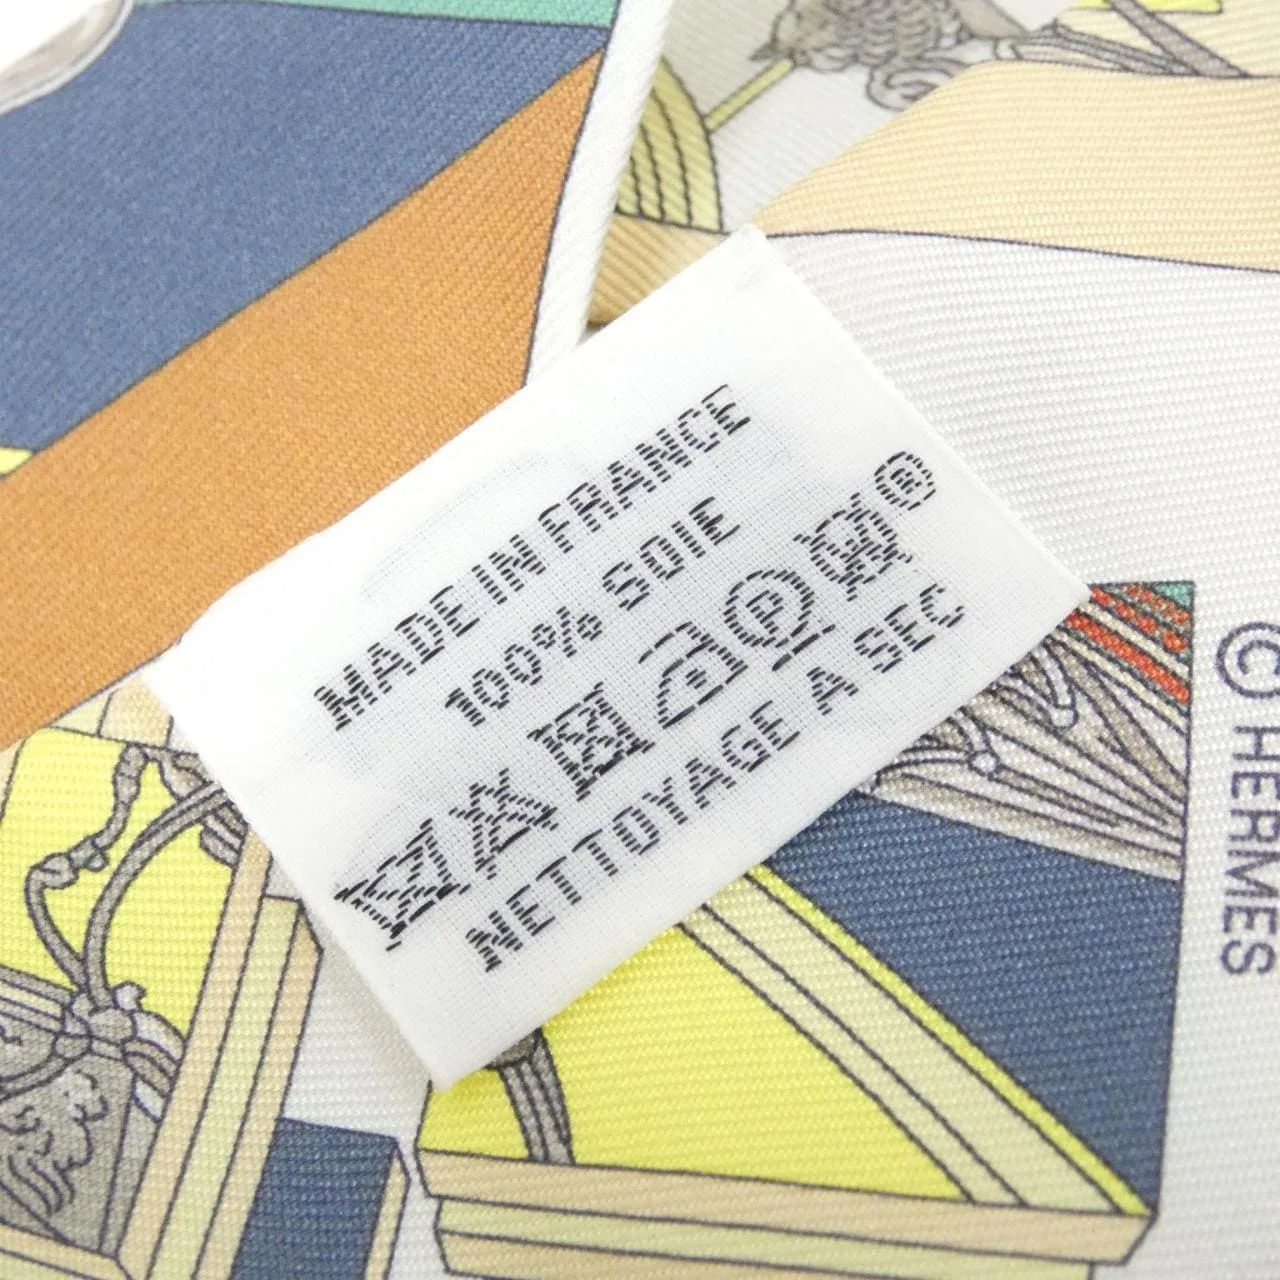 MADE IN FRANCE
100% SOIE
P ®
NETTOYAGE A SEC
© HERMES